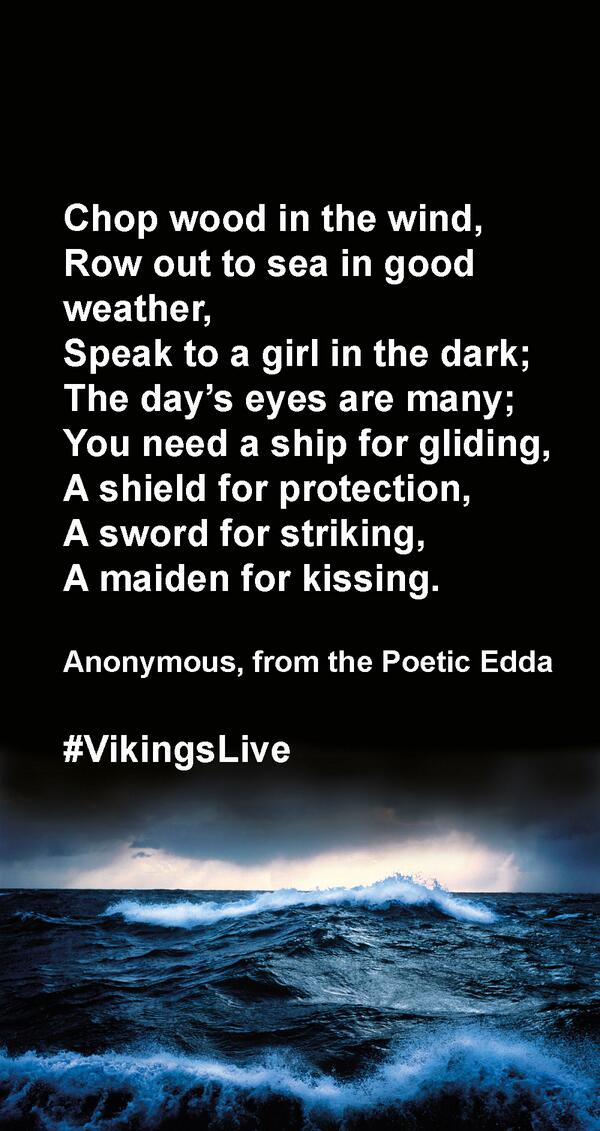 Chop wood in the wind,
Row out to sea in good
weather,
Speak to a girl in the dark;
The day’s eyes are many;
You need a ship for gliding,
A shield for protection,
A sword for striking,
A maiden for kissing.
Anonymous, from the Poetic Edda
#VikingsLive